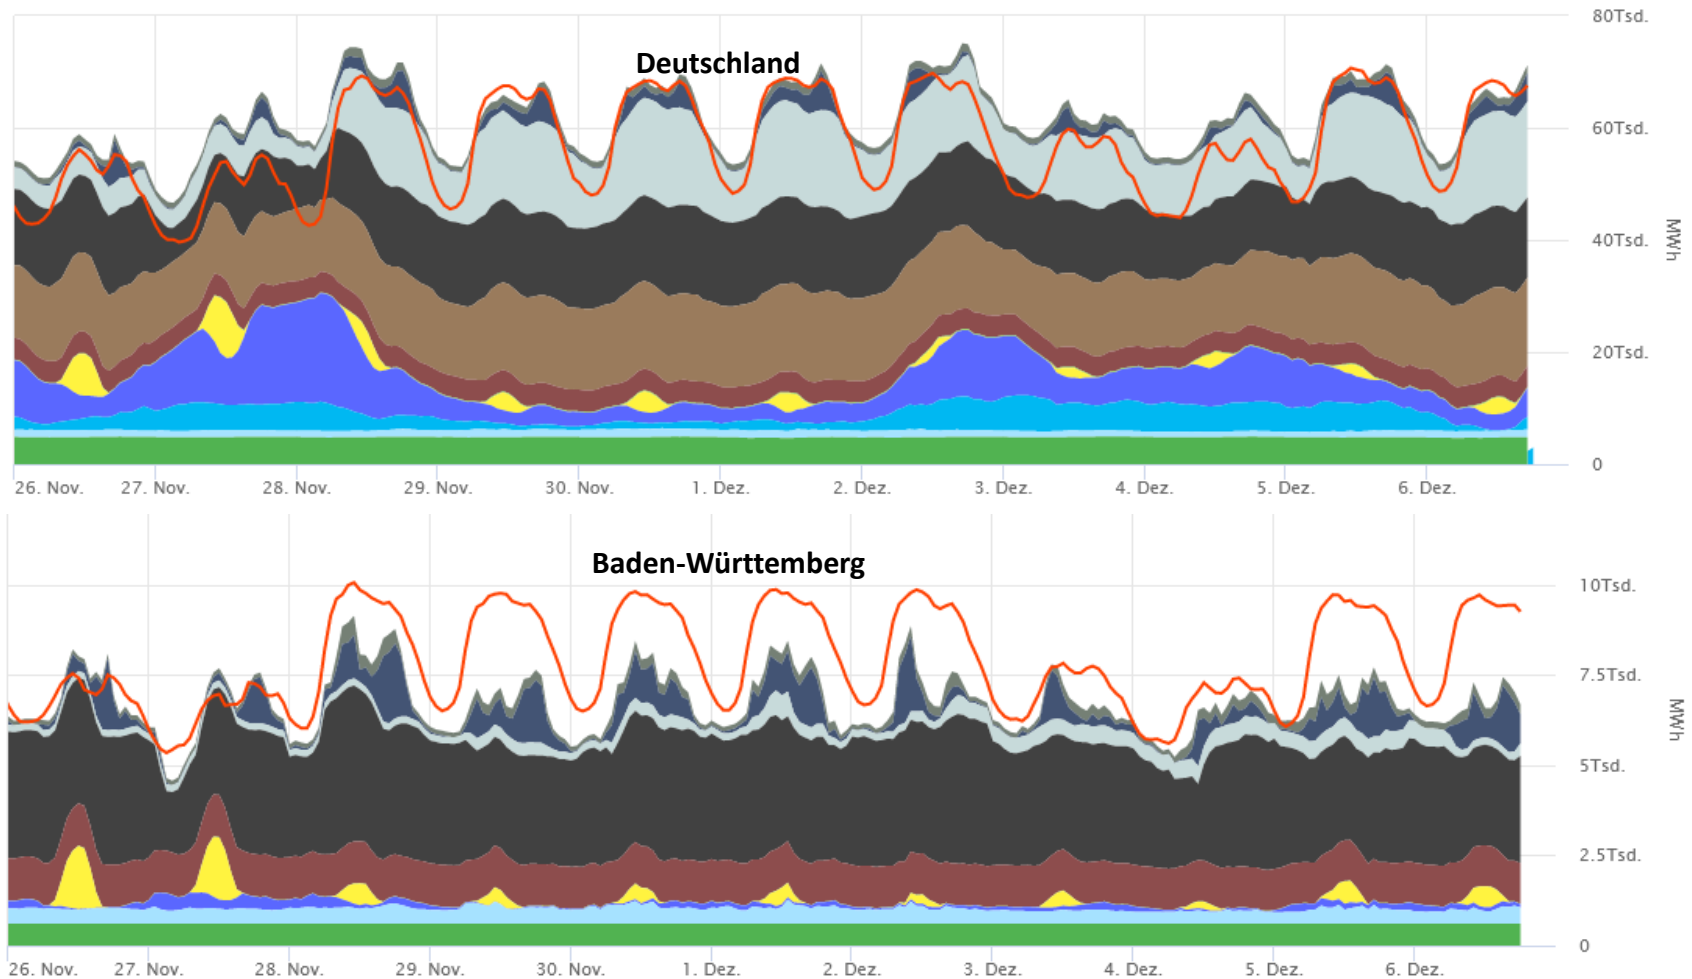 80Tsd.
Deutschland
60Tsd.
40Tsd.
MWh
20Tsd.
0
26. Nov. 27. Nov. 28. Nov. 29. Nov. 30. Nov. 1. Dez. 2. Dez. 3. Dez. 4. Dez. 5. Dez. 6. Dez.
Baden-Württemberg
10Tsd.
7.5Tsd.
MWh
5Tsd.
2.5Tsd.
0
26. Nov. 27. Nov. 28. Nov. 29. Nov. 30. Nov. 1. Dez. 2. Dez. 3. Dez. 4. Dez. 5. Dez. 6. Dez.